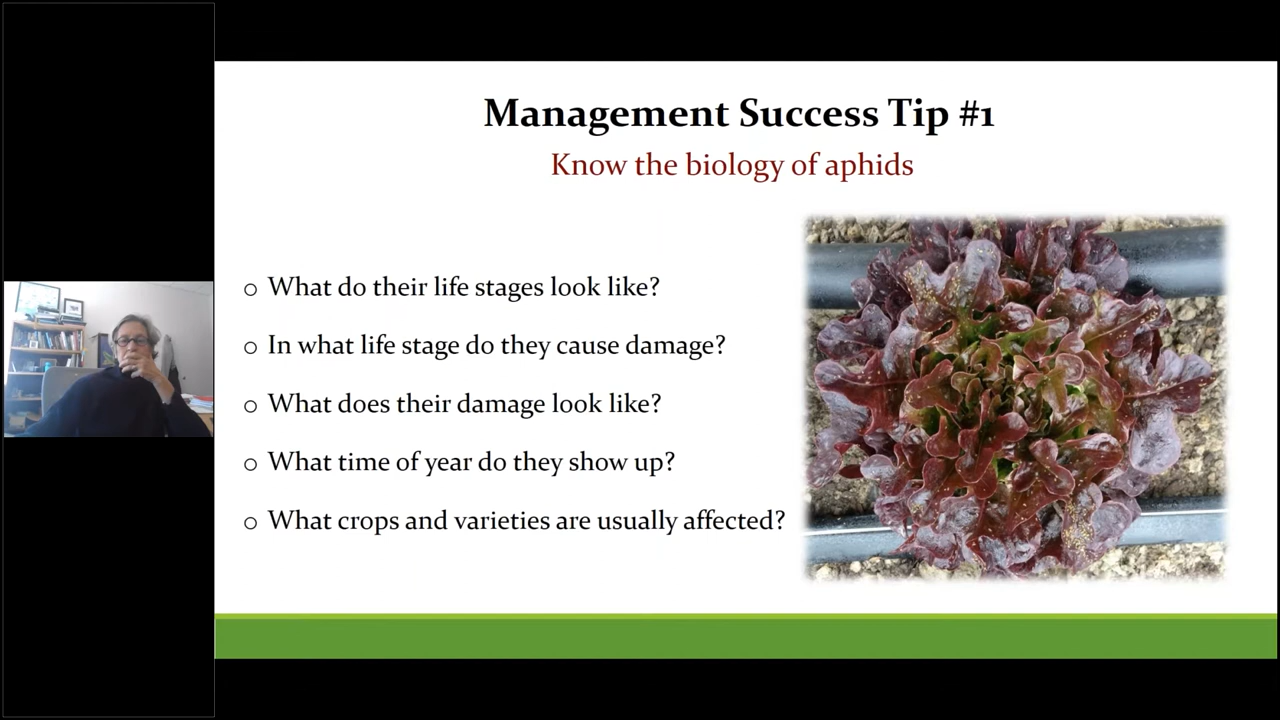 Management Success Tip #1
Know the biology of aphids
o What do their life stages look like?
o In what life stage do they cause damage?
o What does their damage look like?
o What time of year do they show up?
o What crops and varieties are usually affected?